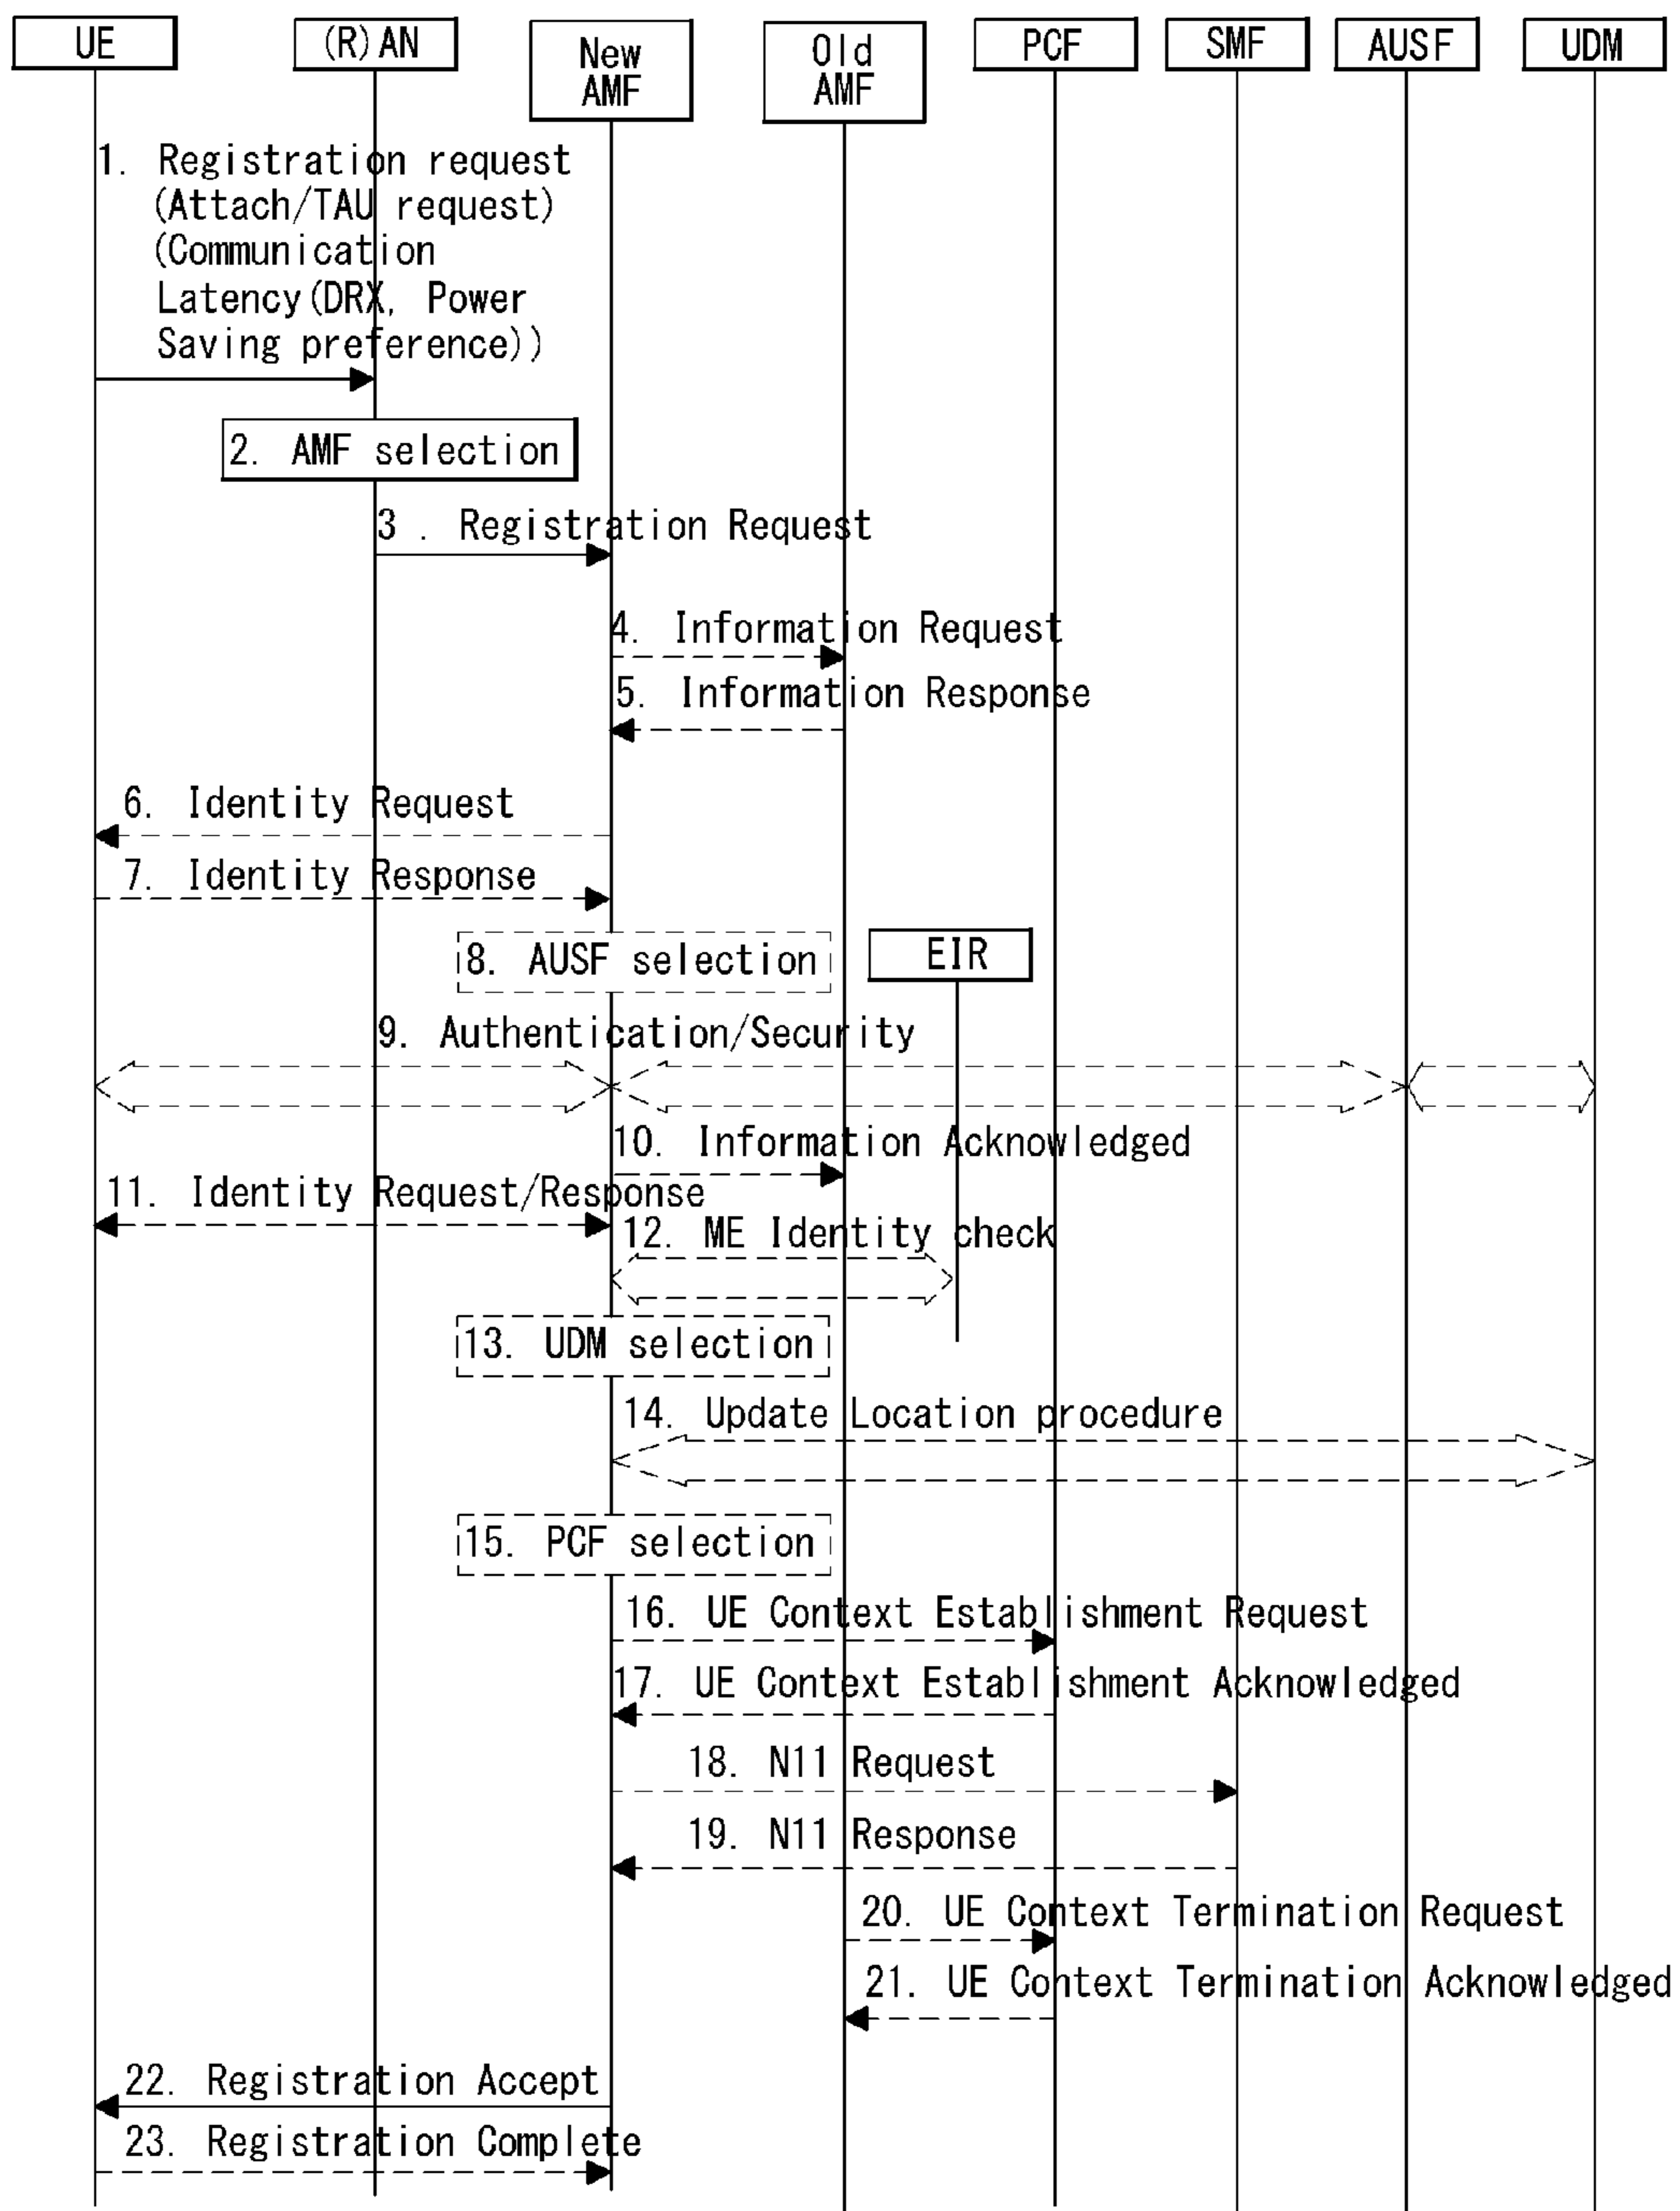 UE
(R)AN
New
AMF
Old
AMF
PCF
SMF
AUSF
UDM
1. Registration request
(Attach/TAU request)
(Communication
Latency(DRX, Power
Saving preference))
2. AMF selection
3 . Registration Request
4. Information Request
5. Information Response
6. Identity Request
7. Identity Response
8. AUSF selection
EIR
9. Authentication/Security
10. Information Acknowledged
11. Identity Request/Response
12. ME Identity check
13. UDM selection
14. Update Location procedure
15. PCF selection
16. UE Context Establishment Request
17. UE Context Establishment Acknowledged
18. N11 Request
19. N11 Response
20. UE Context Termination Request
21. UE Context Termination Acknowledged
22. Registration Accept
23. Registration Complete